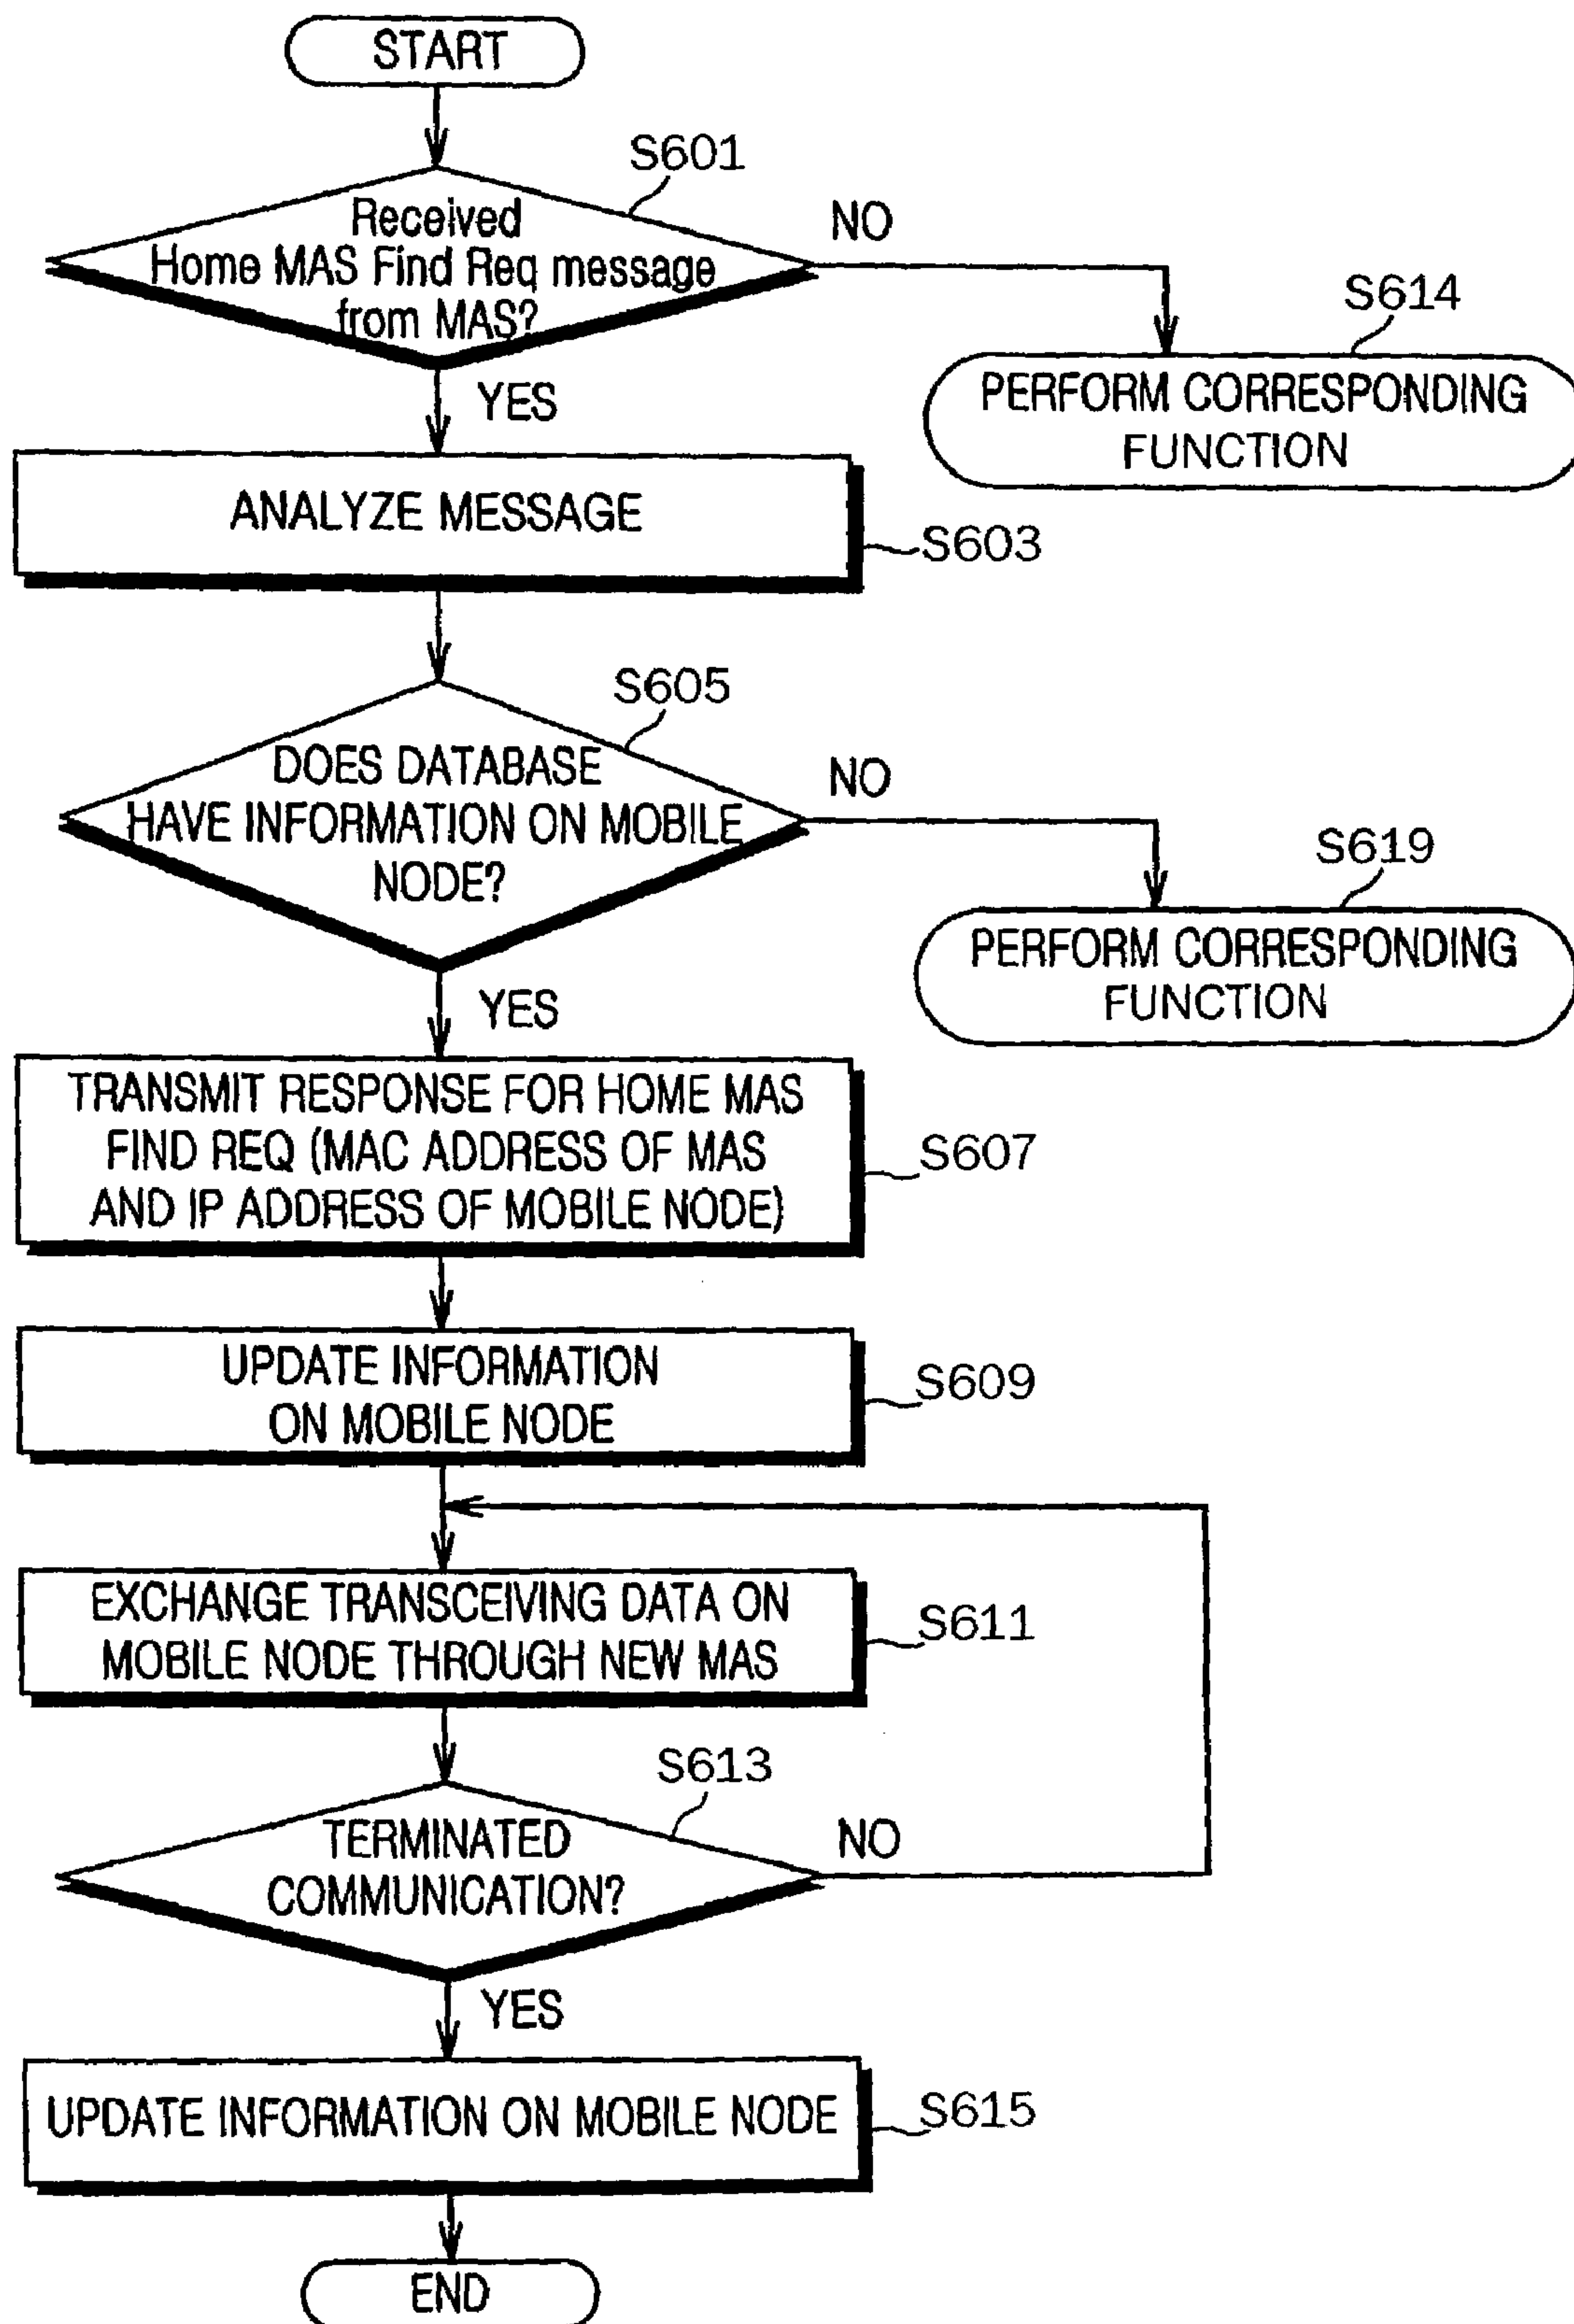 START
S601
Received
Home MAS Find Req message
from MAS?
NO
S614
PERFORM CORRESPONDING
FUNCTION
YES
ANALYZE MESSAGE
S603
S605
DOES DATABASE
HAVE INFORMATION ON MOBILE
NODE?
NO
S619
PERFORM CORRESPONDING
FUNCTION
YES
TRANSMIT RESPONSE FOR HOME MAS
FIND REQ (MAC ADDRESS OF MAS
AND IP ADDRESS OF MOBILE NODE)
S607
UPDATE INFORMATION
ON MOBILE NODE
S609
EXCHANGE TRANSCEIVING DATA ON
MOBILE NODE THROUGH NEW MAS
S611
S613
TERMINATED
COMMUNICATION?
NO
YES
UPDATE INFORMATION ON MOBILE NODE
S615
END